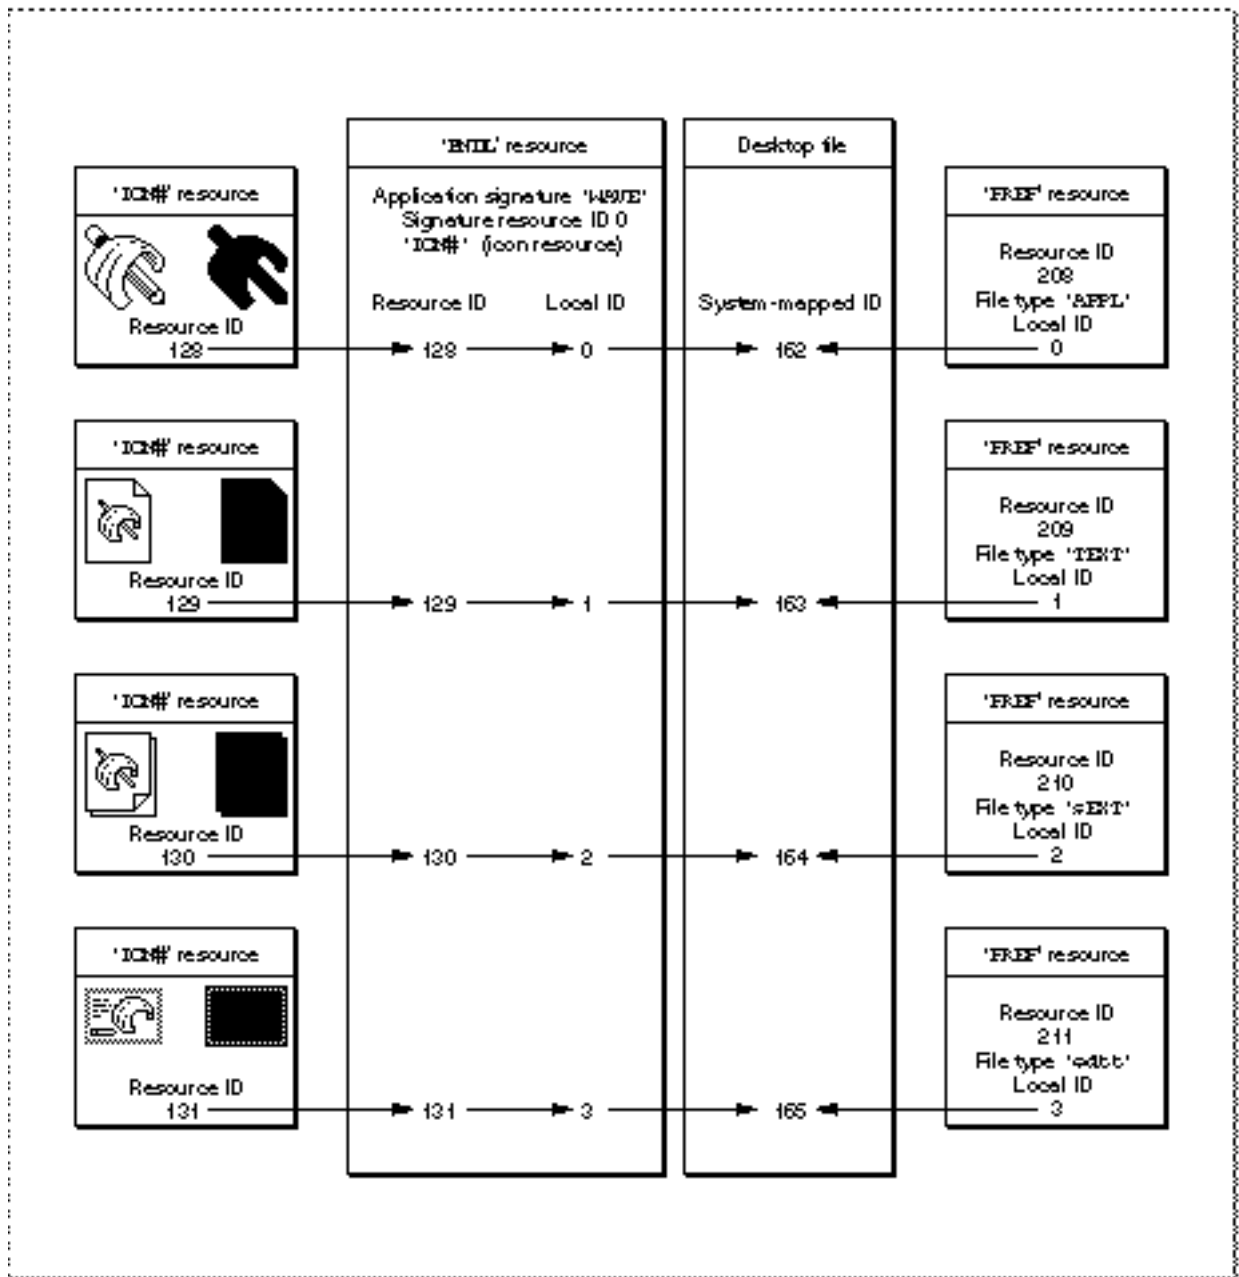 'BNDL' resource
Desktop file
'ICN#' resource
Application signature 'WAVE'
Signature resource ID 0
'ICN#' (icon resource)
'FREF' resource
Resource ID
208
File type 'APPL'
Local ID
Resource ID
Local ID
System-mapped ID
Resource ID
128
128
0
162
0
'ICN#' resource
'FREF' resource
Resource ID
209
File type 'TEXT'
Local ID
Resource ID
129
129
1
163
1
'ICN#' resource
'FREF' resource
Resource ID
210
File type 'sEXT'
Local ID
Resource ID
130
130
2
164
2
'ICN#' resource
'FREF' resource
Resource ID
211
File type 'edtt'
Local ID
Resource ID
131
131
3
165
3